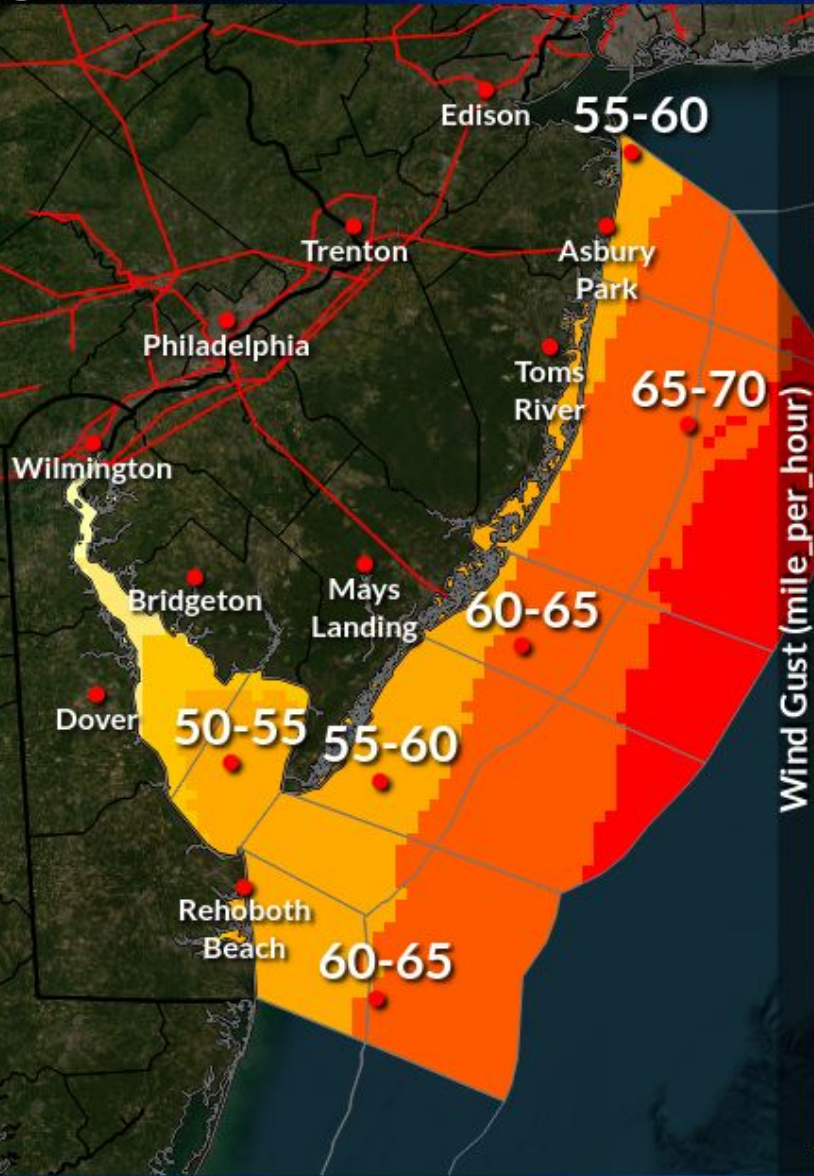 Edison
55-60
Trenton
Asbury
Park
Philadelphia
Toms
River
65-70
Wilmington
Bridgeton
Mays
Landing
60-65
Dover
50-55
55-60
Rehoboth
Beach
60-65
Wind Gust (mile_per_hour)